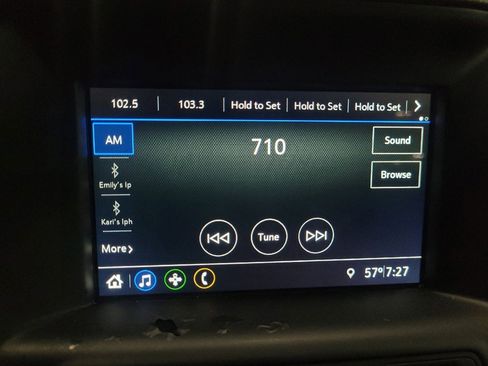 102.5 103.3 Hold to Set Hold to Set Hold to Set
AM 710 Sound
Browse
Emily's Ip
Karl's Iph
Tune
More
57° 7:27